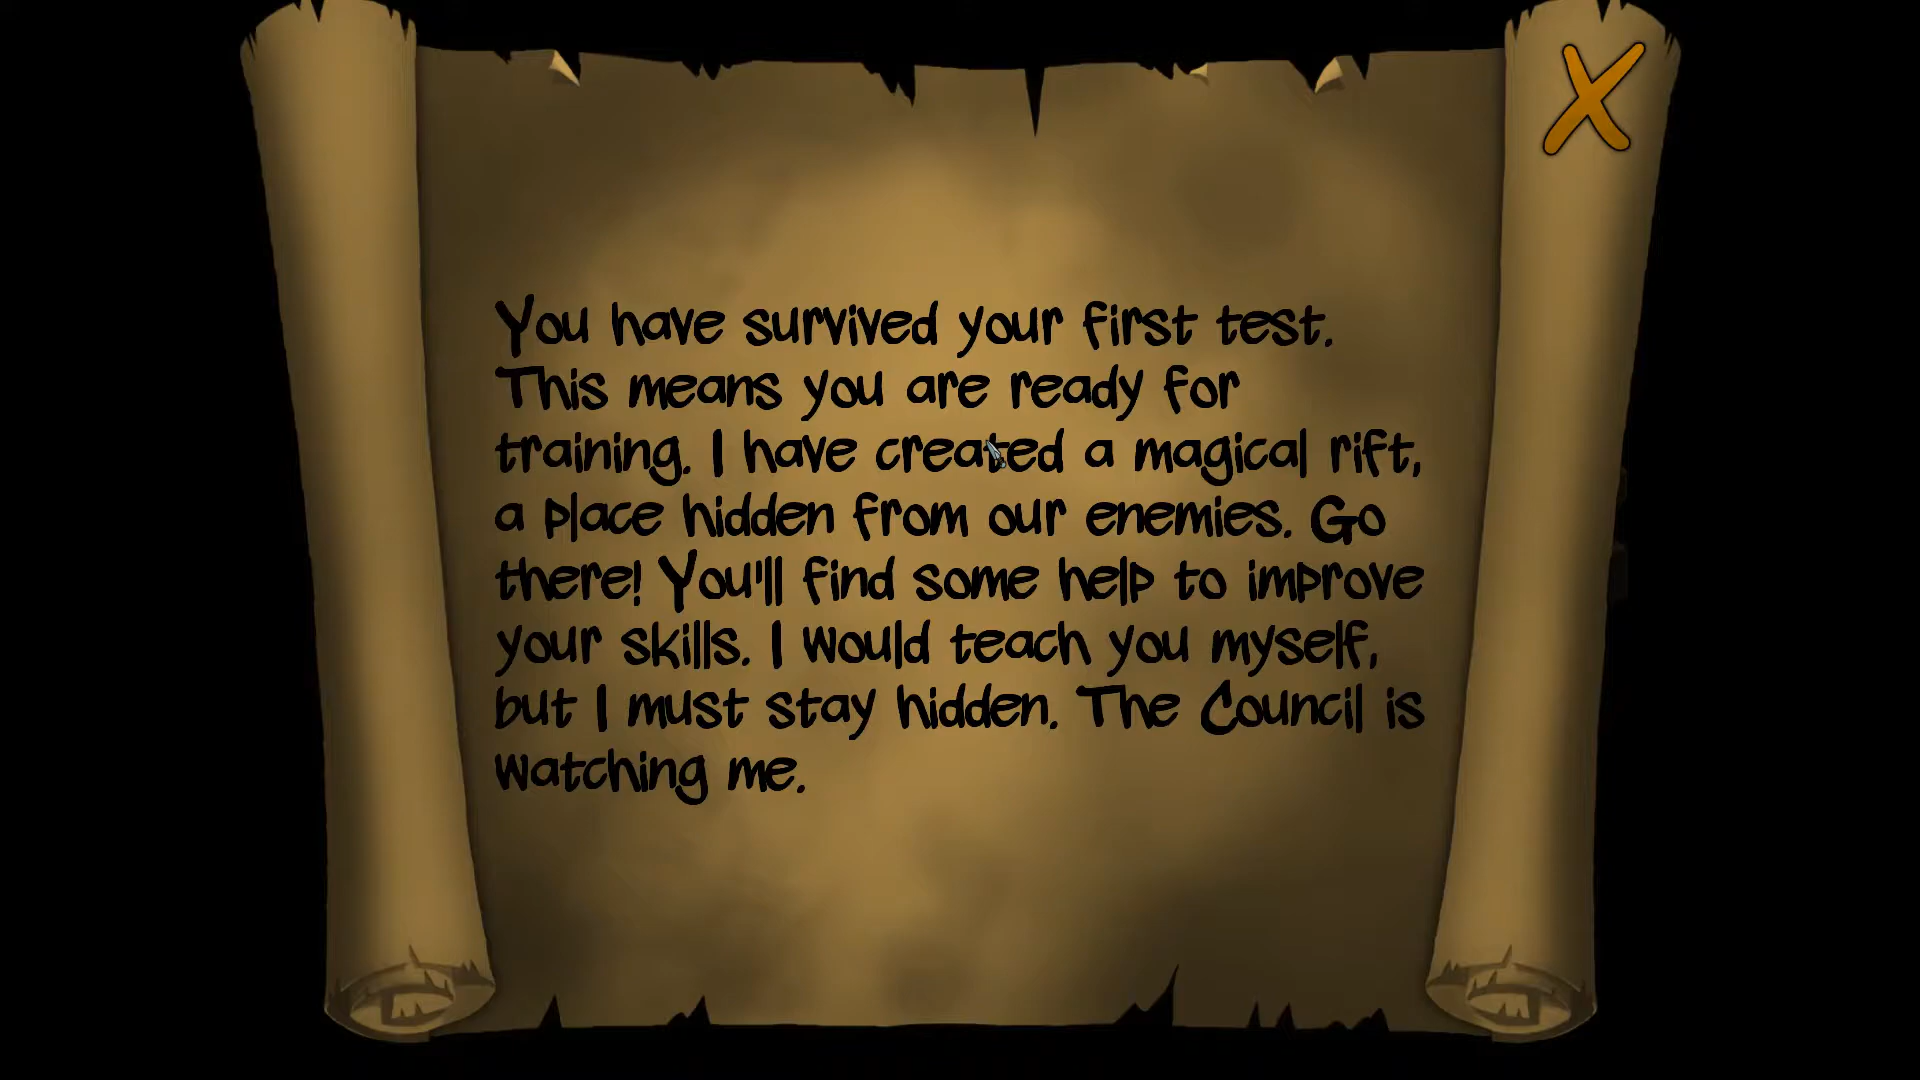 You have survived your first test.
This means you are ready for
training. I have created a magical rift,
a place hidden from our enemies. Go
there! You'll find some help to improve
your skills. I would teach you myself,
but I must stay hidden. The Council is
watching me.